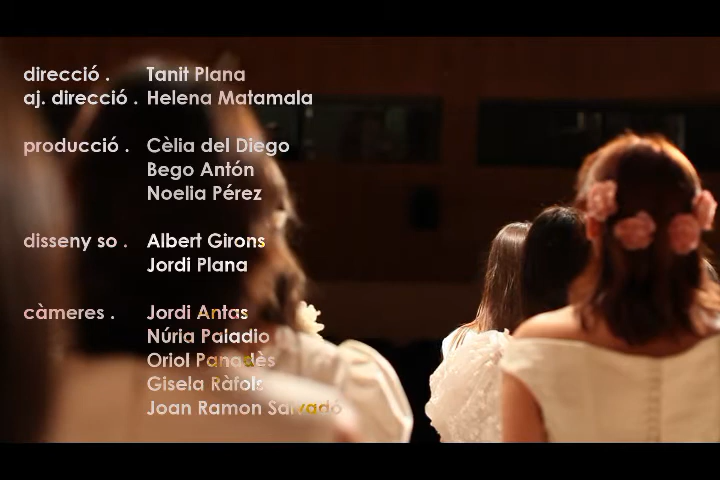 direcció . Tanit Plana
aj. direcció . Helena Matamala
producció . Cèlia del Diego
Bego Antón
Noelia Pérez
disseny so . Albert Girons
Jordi Plana
càmeres . Jordi Antas
Núria Paladio
Oriol Panadès
Gisela Ràfols
Joan Ramon Salvadó